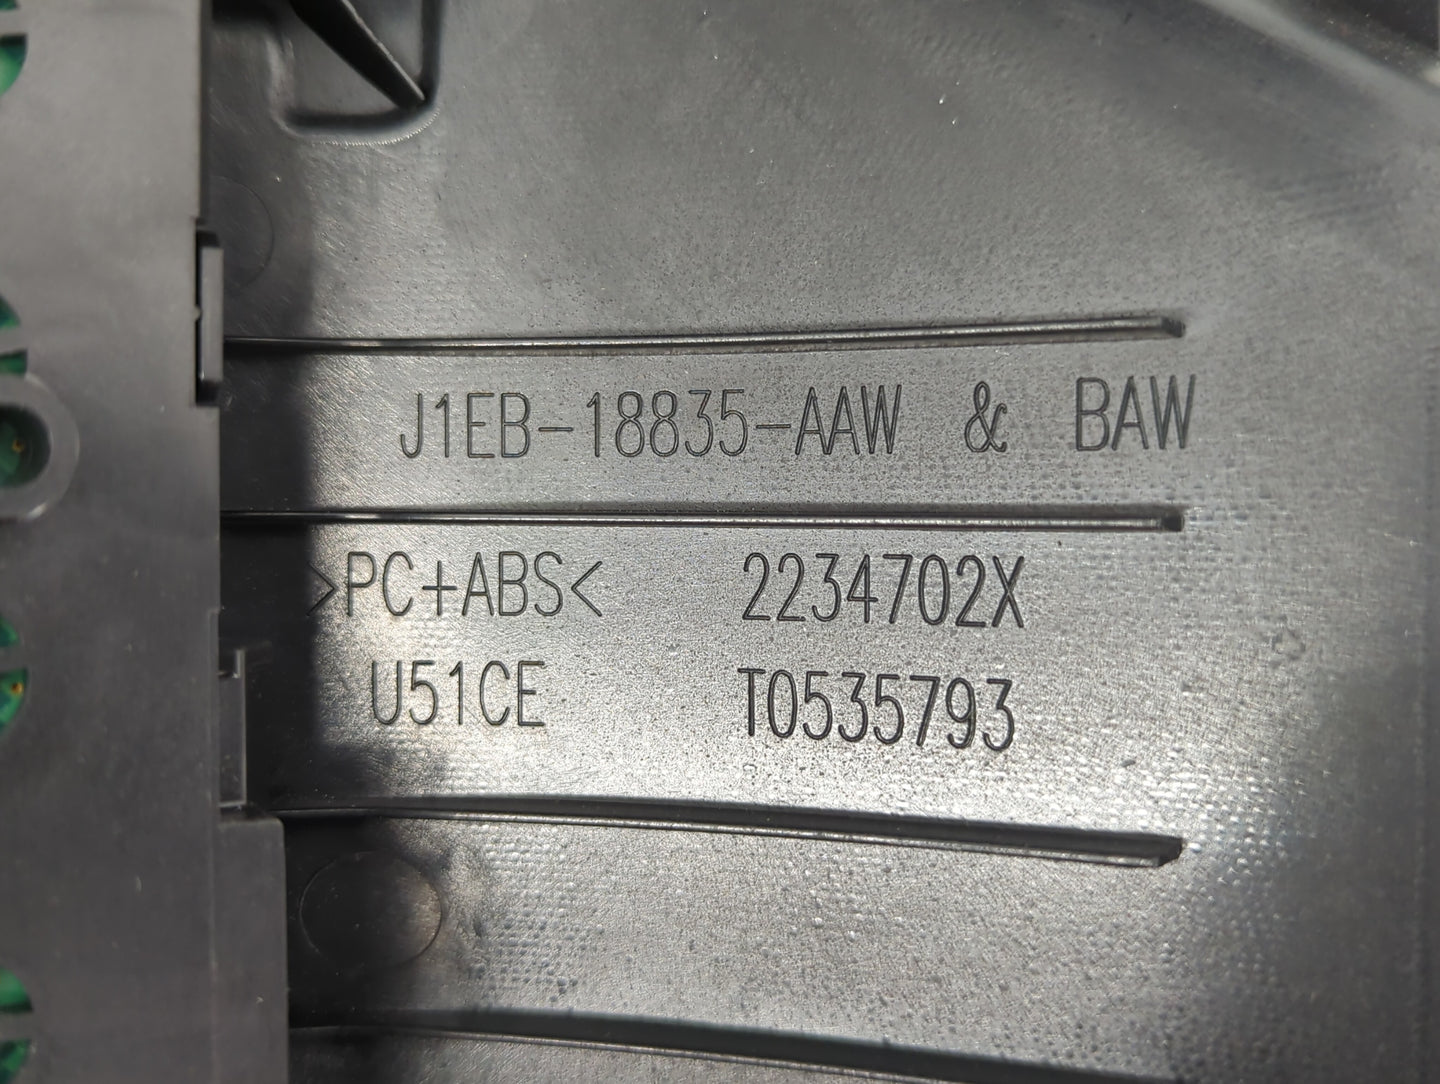 J1EB-18835-AAW & BAW
>PC+ABS< 2234702X
U51CE T0535793